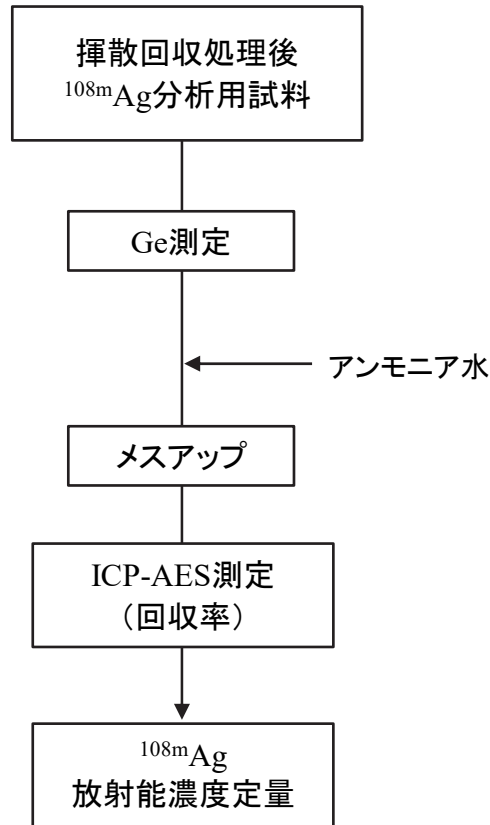 揮散回収処理後
108mAg分析用試料
Ge測定
アンモニア水
メスアップ
ICP-AES測定
（回収率）
108mAg
放射能濃度定量